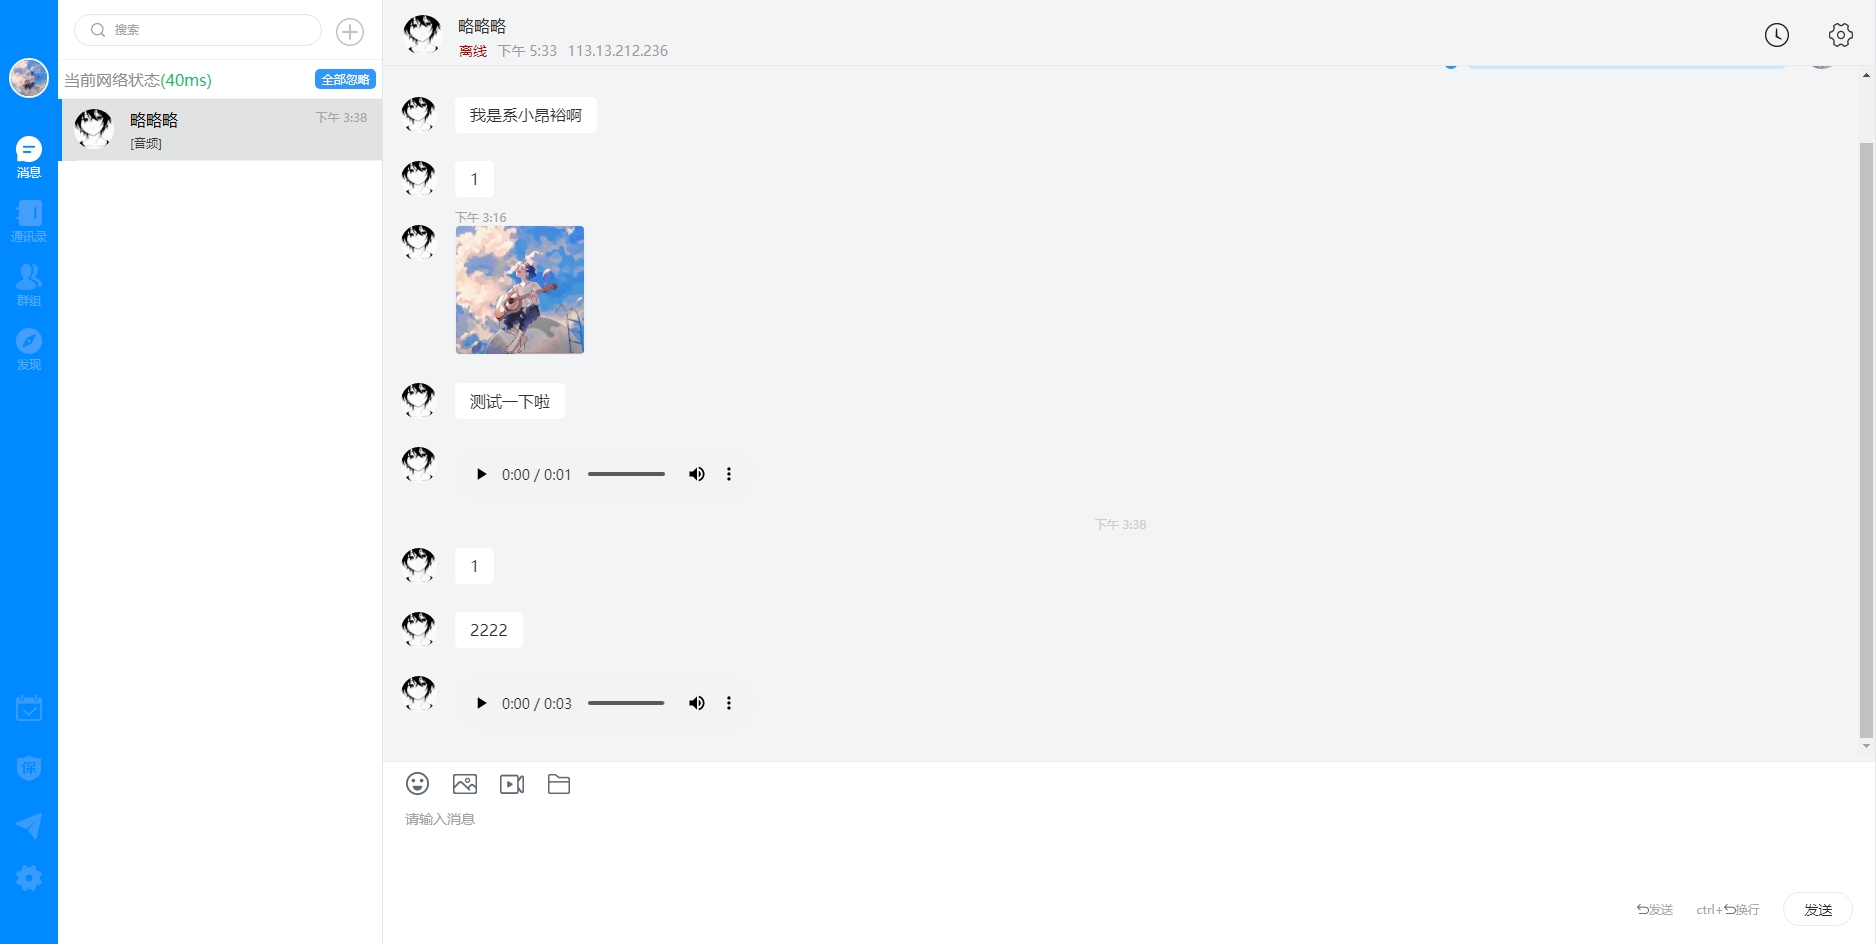 搜索
当前网络状态(40ms)
全部忽略
略略略
下午 3:38
[音频]
消息
通讯录
群组
发现
保
略略略
离线 下午 5:33 113.13.212.236
我是系小昂裕啊
1
下午 3:16
测试一下啦
0:00 / 0:01
下午 3:38
1
2222
0:00 / 0:03
请输入消息
发送
ctrl+换行
发送